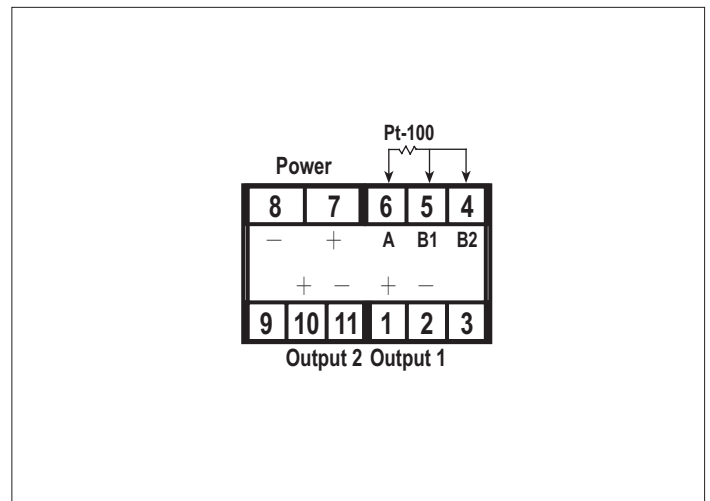 Pt-100
Power
8 7 6 5 4
− + A B1 B2
+ − + −
9 10 11 1 2 3
Output 2 Output 1